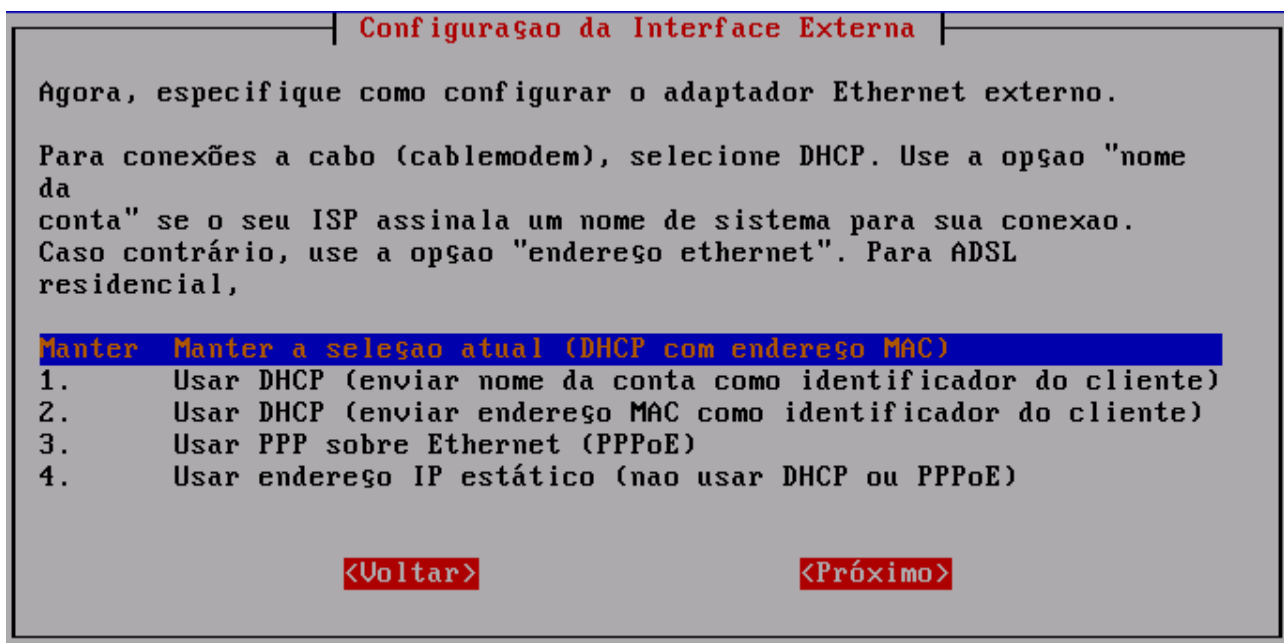 Configuraçao da Interface Externa
Agora, especifique como configurar o adaptador Ethernet externo.
Para conexões a cabo (cablemodem), selecione DHCP. Use a opçao "nome
da
conta" se o seu ISP assinala um nome de sistema para sua conexao.
Caso contrário, use a opçao "endereço ethernet". Para ADSL
residencial,
Manter Manter a seleçao atual (DHCP com endereço MAC)
1. Usar DHCP (enviar nome da conta como identificador do cliente)
2. Usar DHCP (enviar endereço MAC como identificador do cliente)
3. Usar PPP sobre Ethernet (PPPoE)
4. Usar endereço IP estático (nao usar DHCP ou PPPoE)
<Voltar> <Próximo>